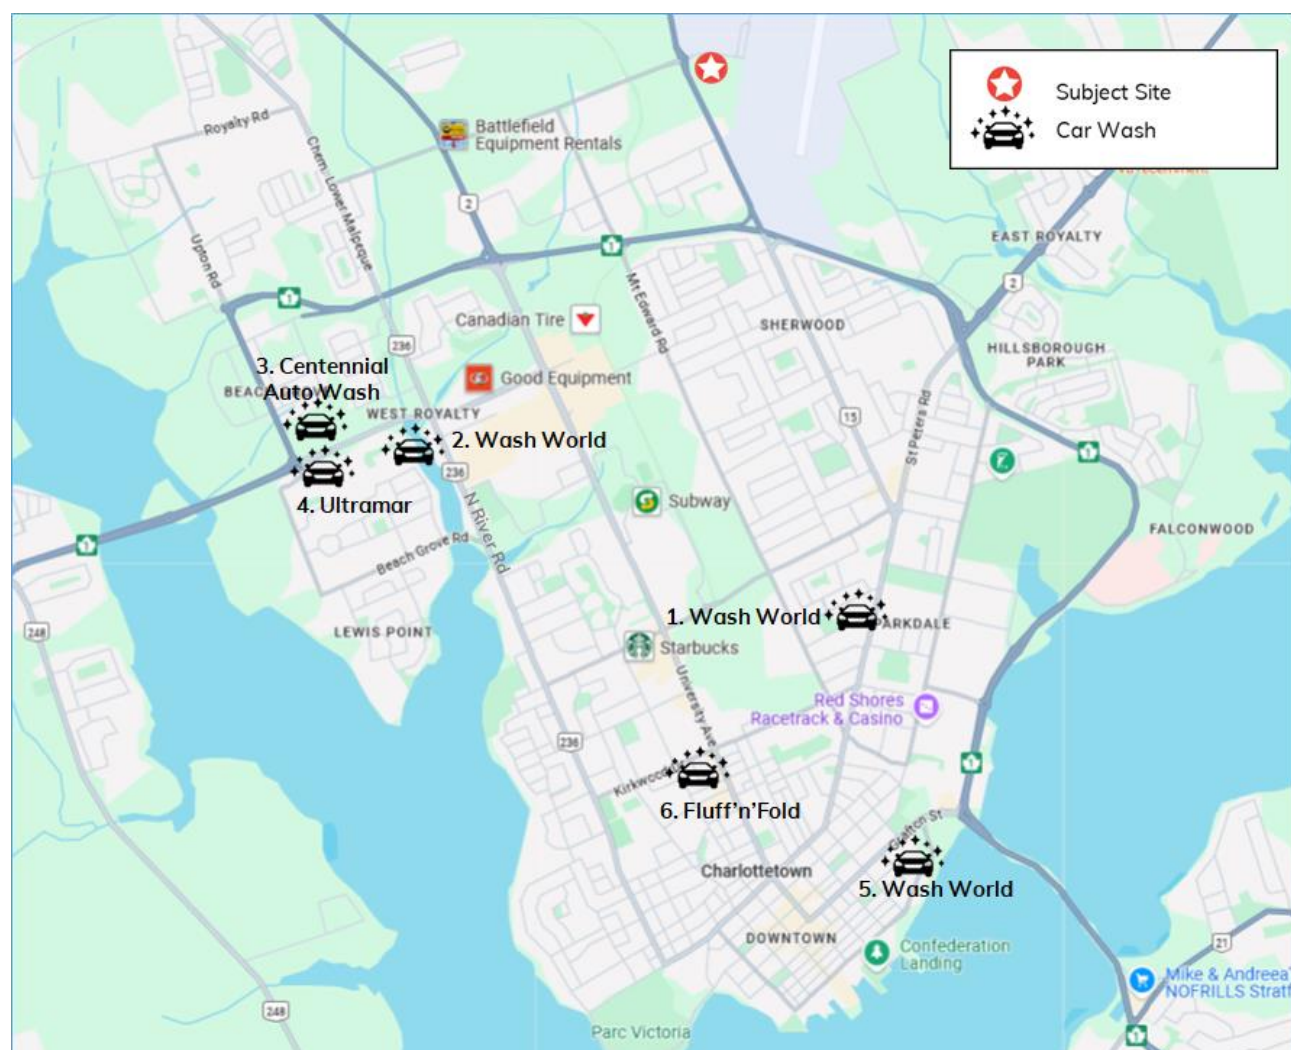 Subject Site
Car Wash
Battlefield
Equipment Rentals
Royalty Rd
Chem. Lower Malpeque
2
EAST ROYALTY
1
Upton Rd
1
Mt Edward Rd
2
Canadian Tire
SHERWOOD
236
HILLSBOROUGH
PARK
3. Centennial
Auto Wash
Good Equipment
WEST ROYALTY
15
St Peters Rd
2. Wash World
1
236
4. Ultramar
N River Rd
Subway
1
Beach Grove Rd
FALCONWOOD
1. Wash World
PARKDALE
248
LEWIS POINT
Starbucks
University Ave
Red Shores
Racetrack & Casino
236
1
Kirkwood
6. Fluff'n'Fold
Grafton St
Charlottetown
5. Wash World
DOWNTOWN
Confederation
Landing
21
Mike & Andreea'
NOFRILLS Stratf
248
Parc Victoria
1